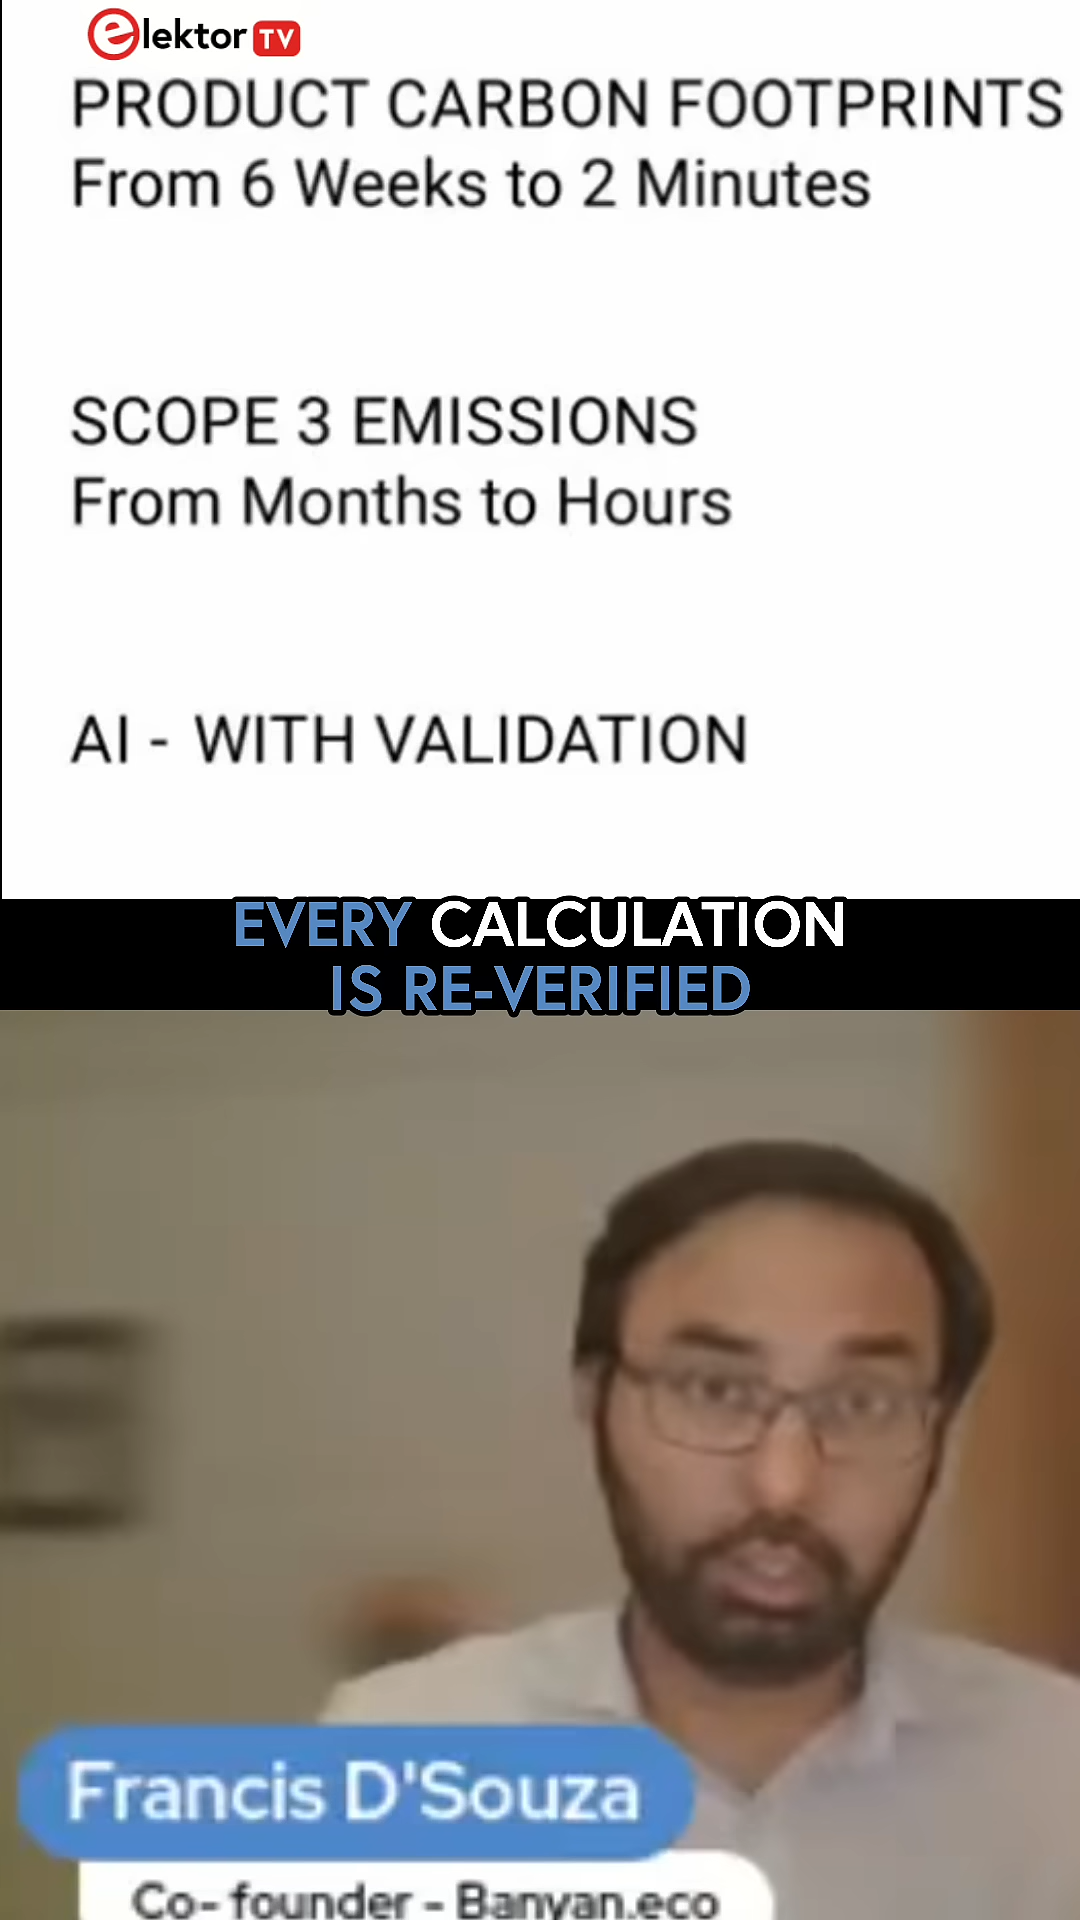 elektor TV
PRODUCT CARBON FOOTPRINTS
From 6 Weeks to 2 Minutes
SCOPE 3 EMISSIONS
From Months to Hours
AI - WITH VALIDATION
EVERY CALCULATION
IS RE-VERIFIED
Francis D'Souza
Co- founder - Banyan.eco